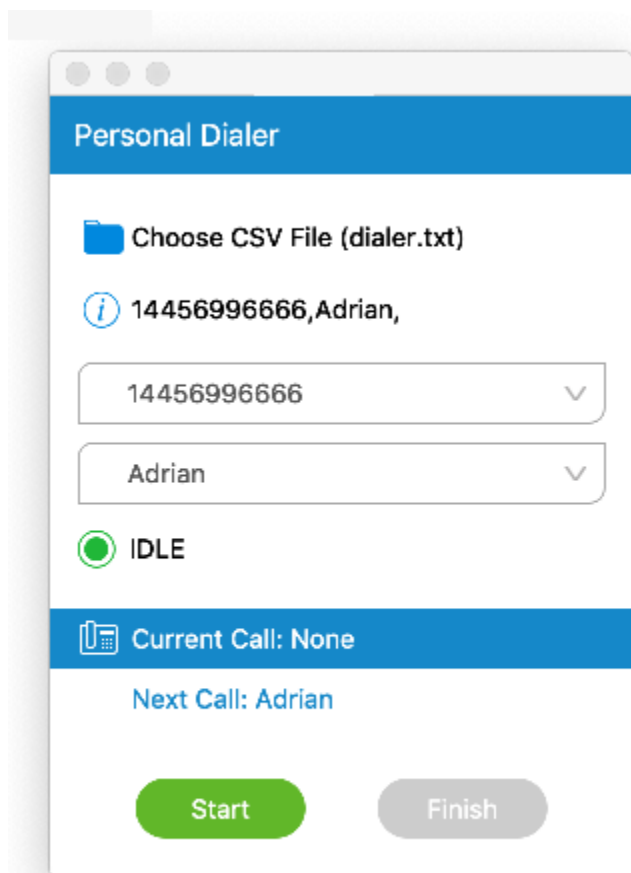 Personal Dialer
Choose CSV File (dialer.txt)
i 14456996666,Adrian,
14456996666
Adrian
IDLE
Current Call: None
Next Call: Adrian
Start Finish